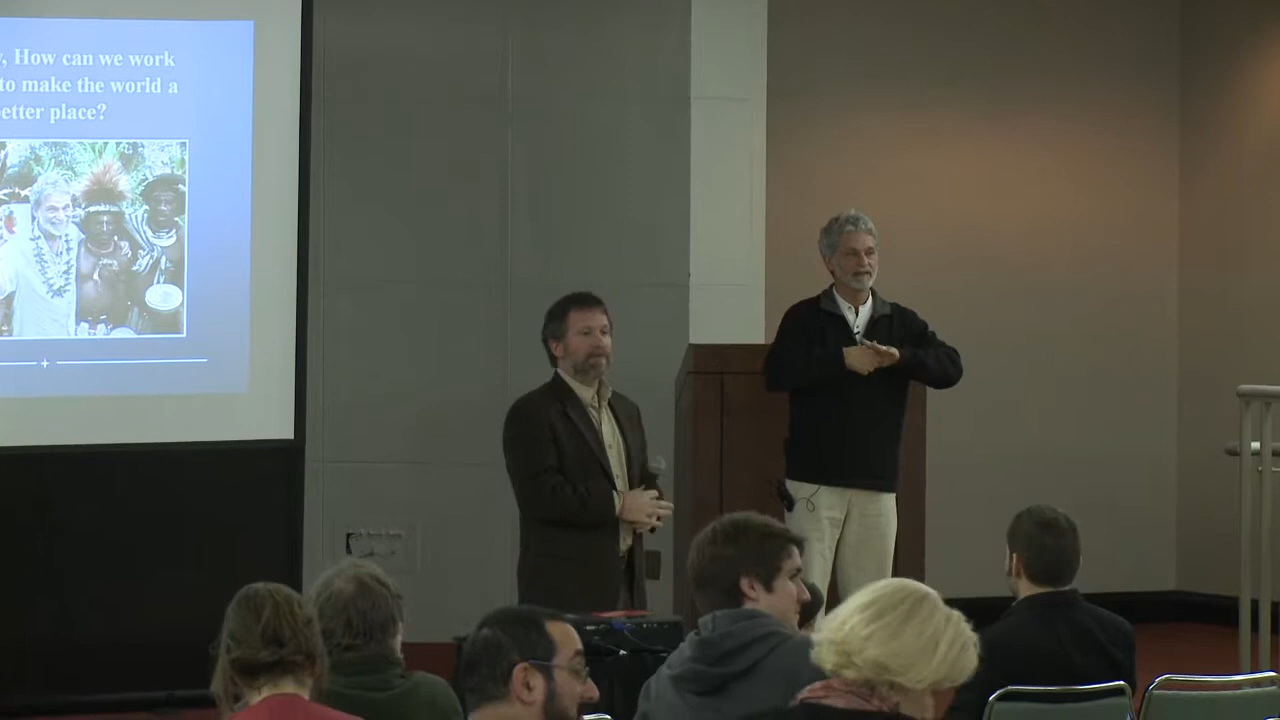 , How can we work
to make the world a
etter place?